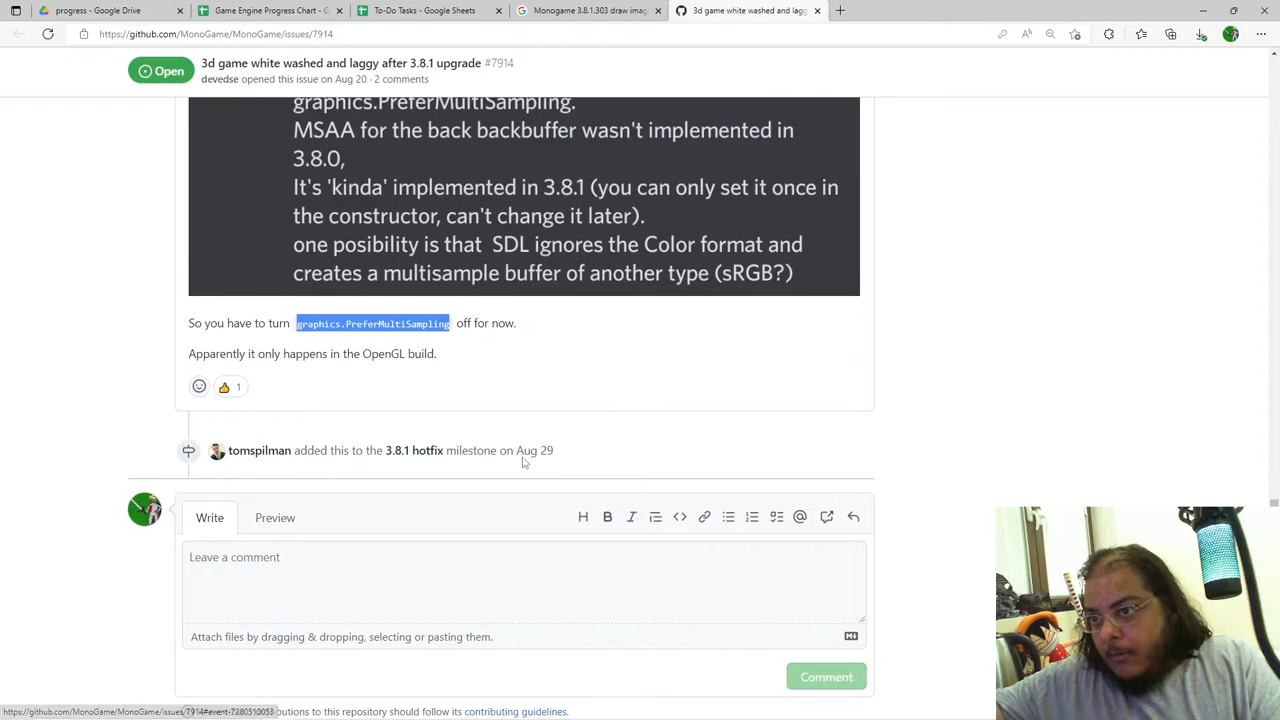 progress - Google Drive
Game Engine Progress Chart - G
To-Do Tasks - Google Sheets
Monogame 3.8.1.303 draw imag
3d game white washed and lagg
https://github.com/MonoGame/MonoGame/issues/7914
Open
3d game white washed and laggy after 3.8.1 upgrade #7914
devedse opened this issue on Aug 20 · 2 comments
graphics.PreferMultiSampling.
MSAA for the back backbuffer wasn't implemented in
3.8.0,
It's 'kinda' implemented in 3.8.1 (you can only set it once in
the constructor, can't change it later).
one posibility is that SDL ignores the Color format and
creates a multisample buffer of another type (sRGB?)
So you have to turn graphics.PreferMultiSampling off for now.
Apparently it only happens in the OpenGL build.
1
tomspilman added this to the 3.8.1 hotfix milestone on Aug 29
Write
Preview
Leave a comment
Attach files by dragging & dropping, selecting or pasting them.
Comment
https://github.com/MonoGame/MonoGame/issues/7914#event-7280510053
butions to this repository should follow its contributing guidelines.